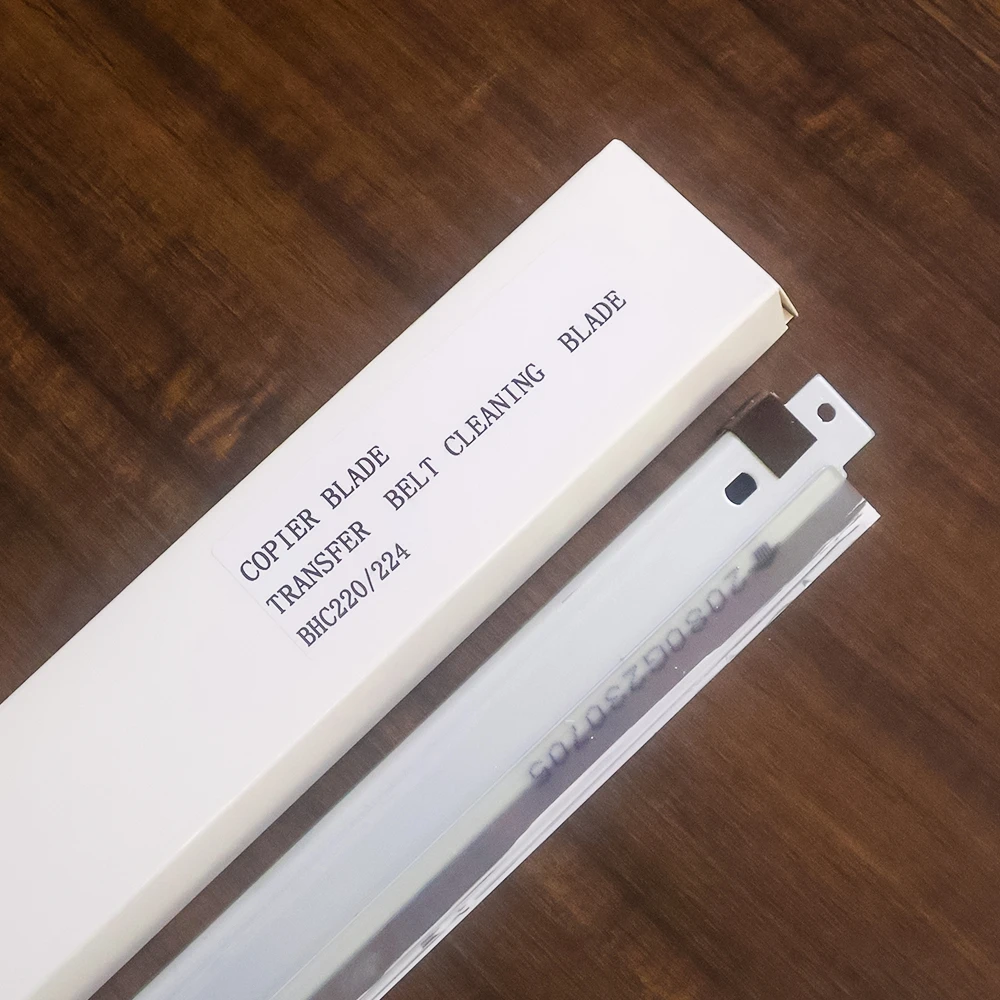 COPIER BLADE
TRANSFER BELT CLEANING BLADE
BHC220/224